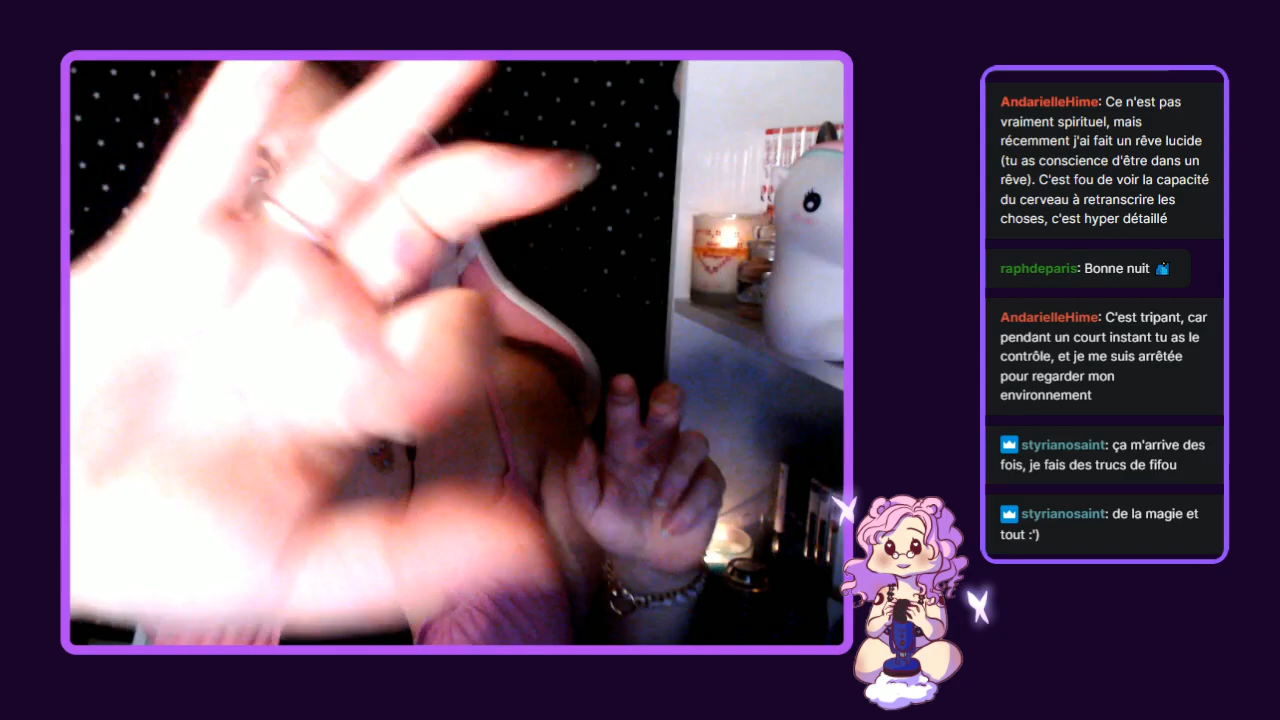 AndarielleHime: Ce n'est pas
vraiment spirituel, mais
récemment j'ai fait un rêve lucide
(tu as conscience d'être dans un
rêve). C'est fou de voir la capacité
du cerveau à retranscrire les
choses, c'est hyper détaillé
raphdeparis: Bonne nuit
AndarielleHime: C'est tripant, car
pendant un court instant tu as le
contrôle, et je me suis arrêtée
pour regarder mon
environnement
styrianosaint: ça m'arrive des
fois, je fais des trucs de fifou
styrianosaint: de la magie et
tout :')